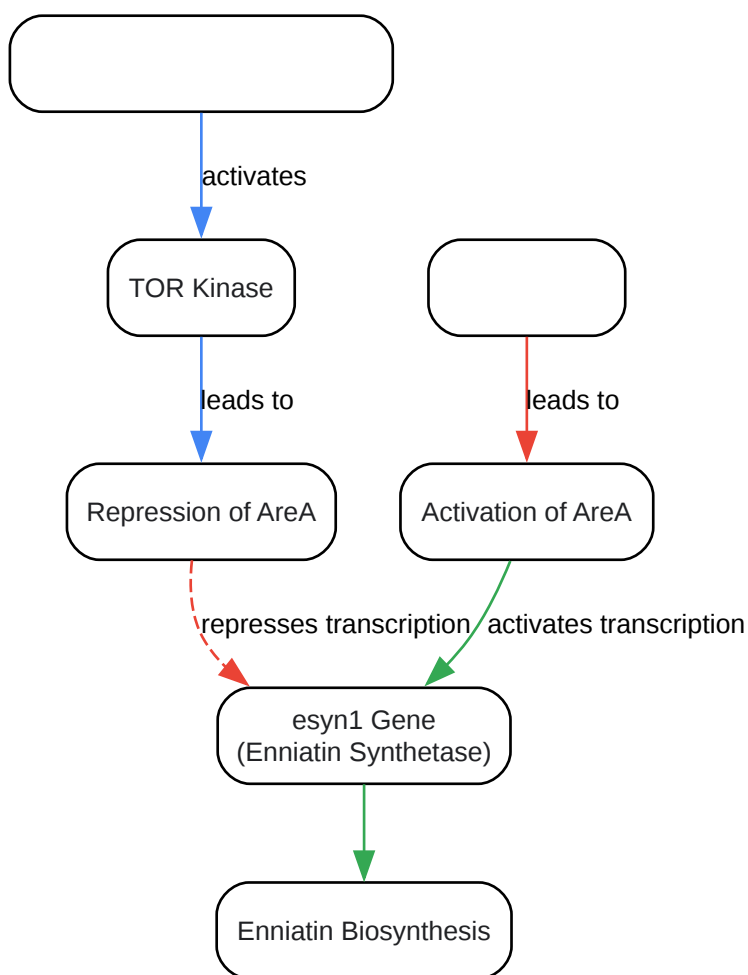 activates
TOR Kinase
leads to
leads to
Repression of AreA
Activation of AreA
represses transcription
activates transcription
esyn1 Gene
(Enniatin Synthetase)
Enniatin Biosynthesis